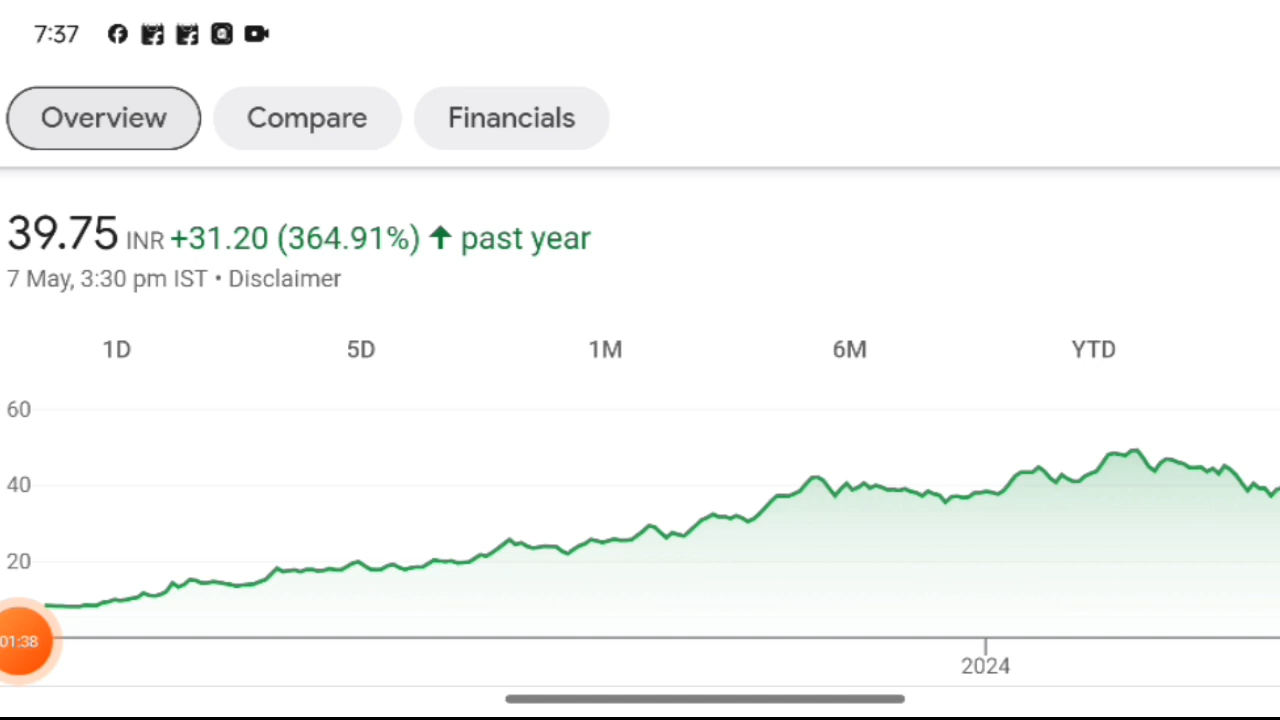 7:37
Overview Compare Financials
39.75 INR +31.20 (364.91%) ↑ past year
7 May, 3:30 pm IST • Disclaimer
1D 5D 1M 6M YTD
60
40
20
01:38
2024